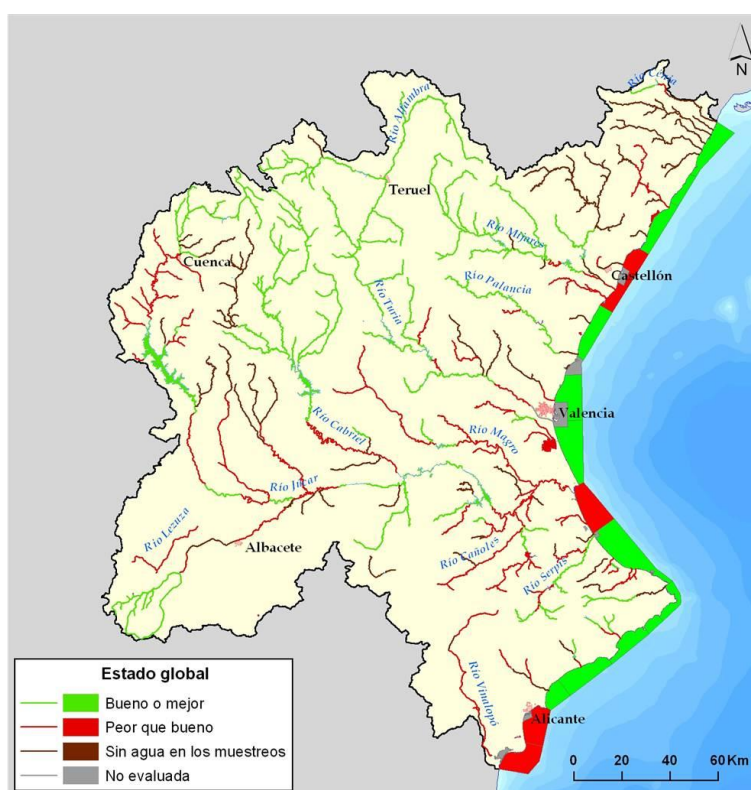 N
Río Cenia
Río Alfambra
Teruel
Río Mijares
Cuenca
Castellón
Río Palancia
Río Turia
Valencia
Río Cabriel
Río Magro
Río Júcar
Río Lezuza
Albacete
Río Cañoles
Río Serpis
Río Vinalopó
Alicante
Estado global
Bueno o mejor
Peor que bueno
Sin agua en los muestreos
No evaluada
0 20 40 60 Km